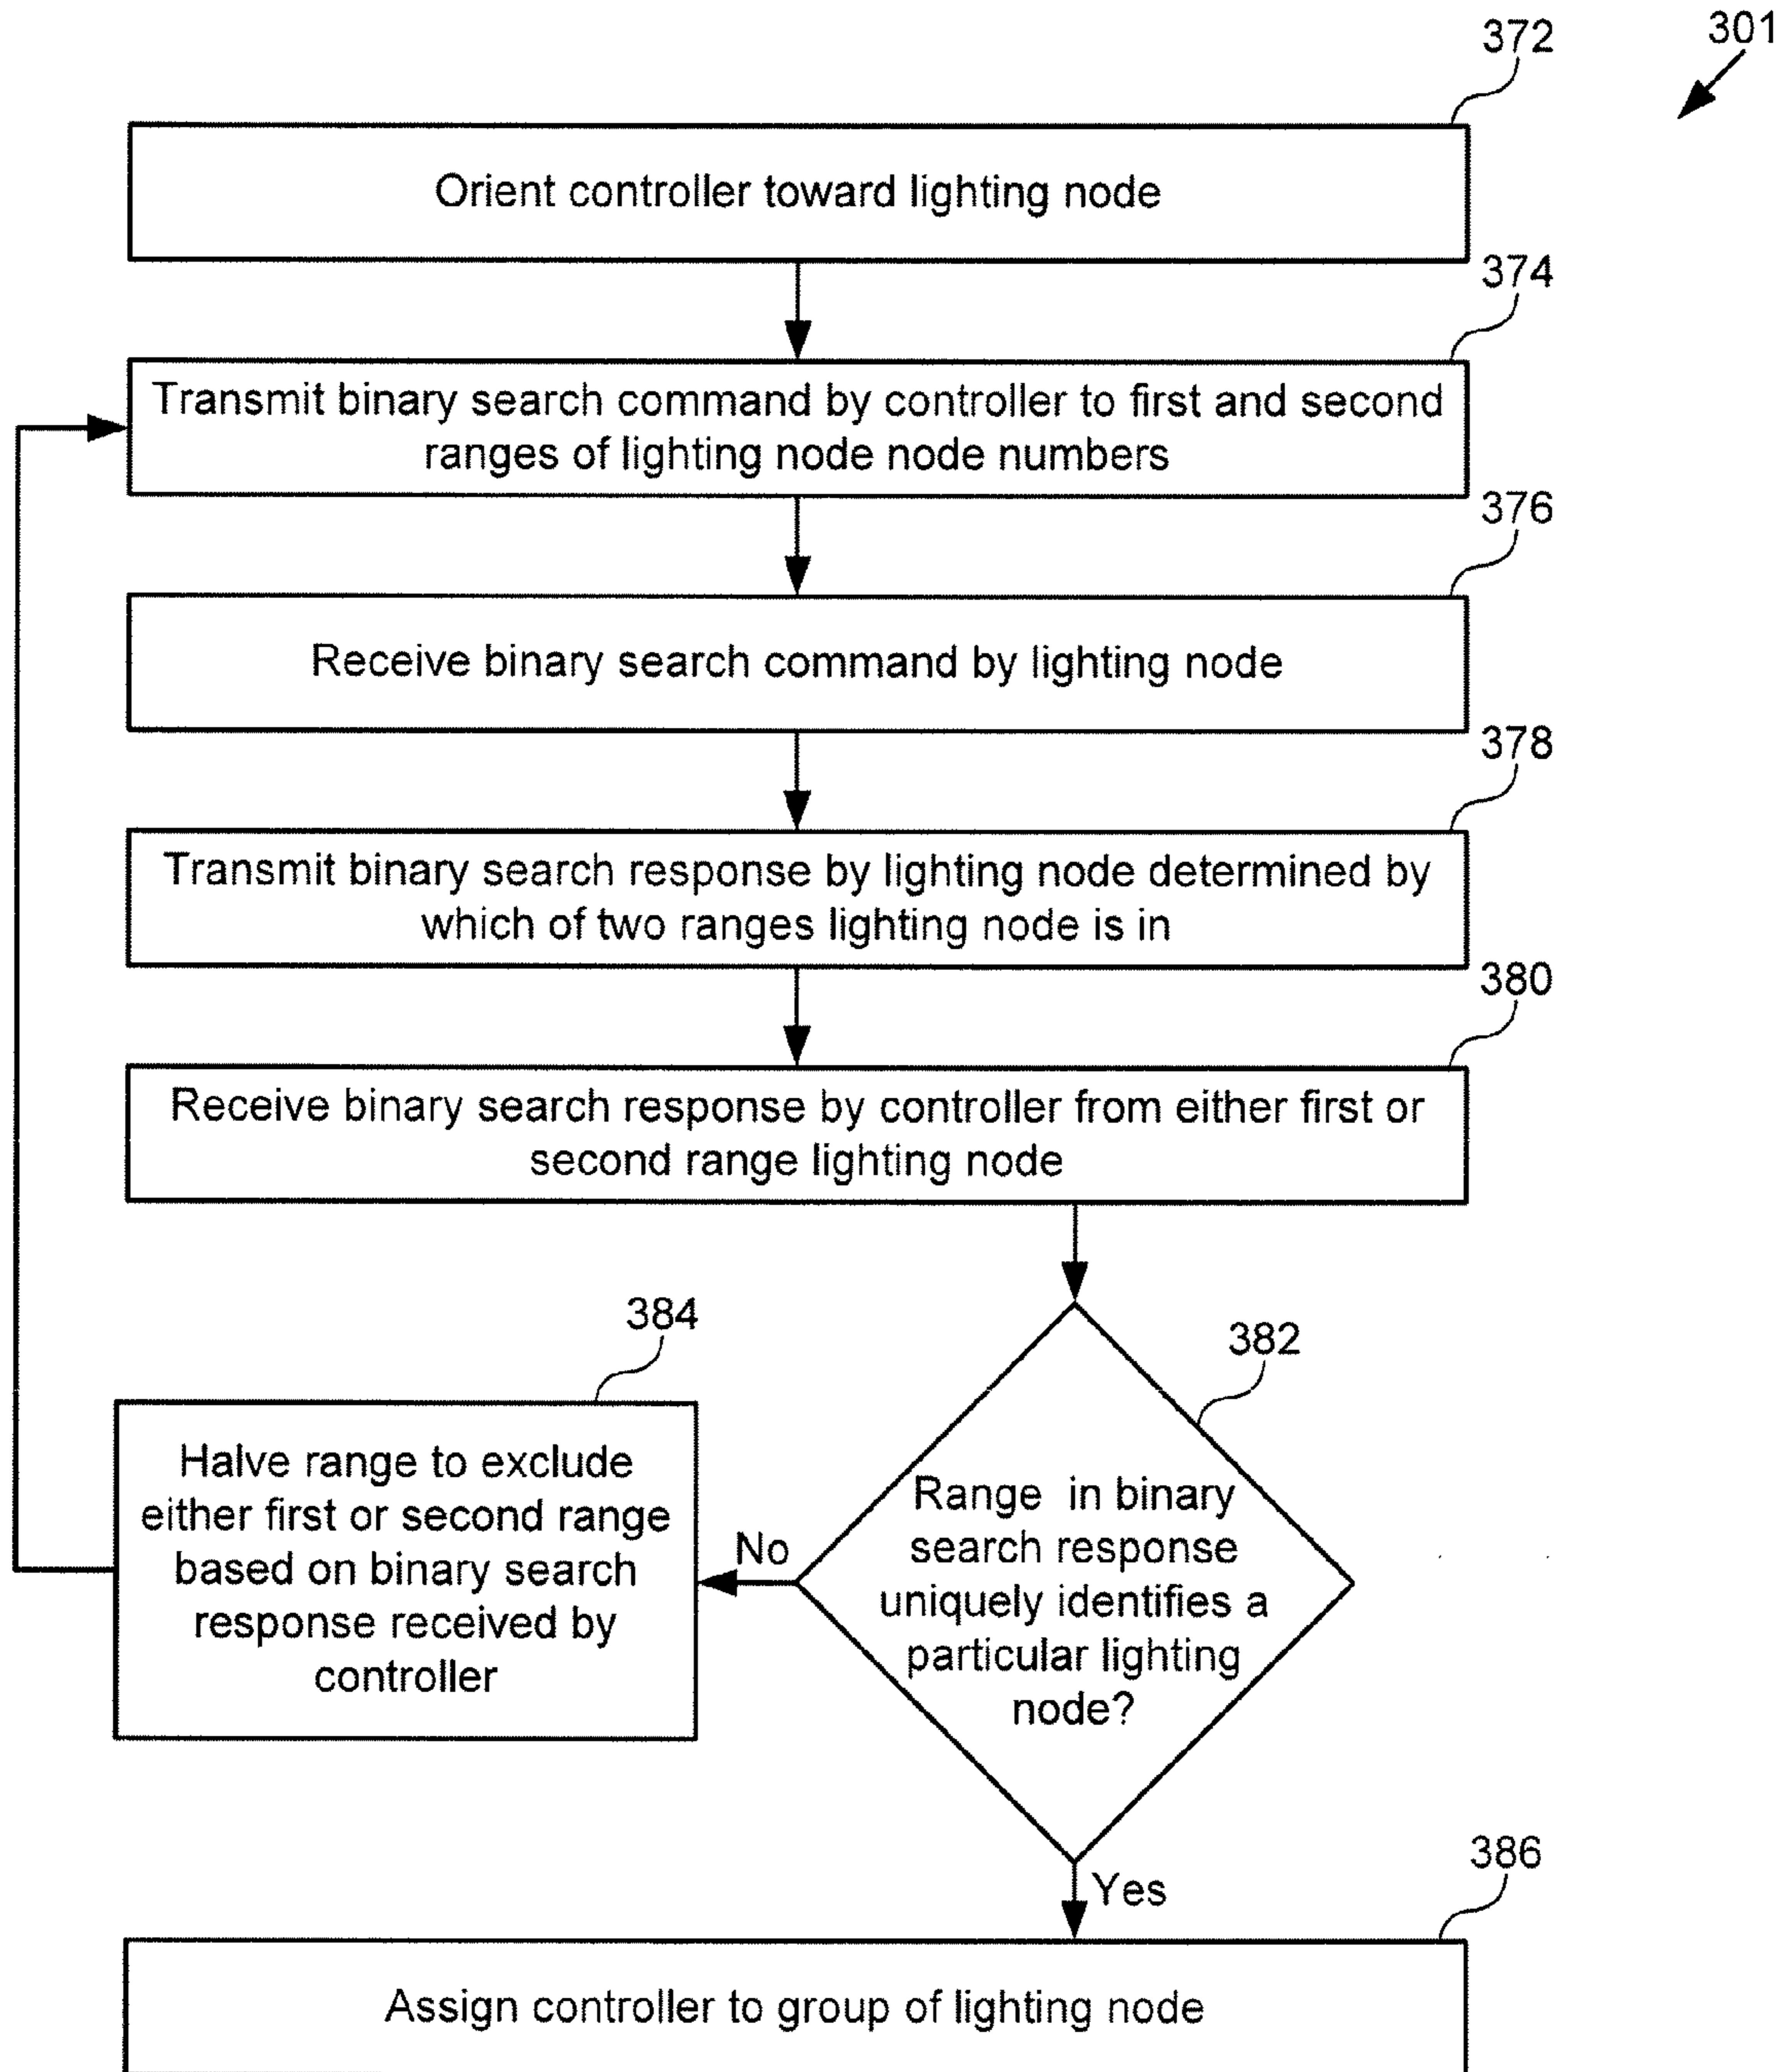 301
372
Orient controller toward lighting node
374
Transmit binary search command by controller to first and second
ranges of lighting node node numbers
376
Receive binary search command by lighting node
378
Transmit binary search response by lighting node determined by
which of two ranges lighting node is in
380
Receive binary search response by controller from either first or
second range lighting node
382
Range in binary
search response
uniquely identifies a
particular lighting
node?
No
384
Halve range to exclude
either first or second range
based on binary search
response received by
controller
Yes
386
Assign controller to group of lighting node